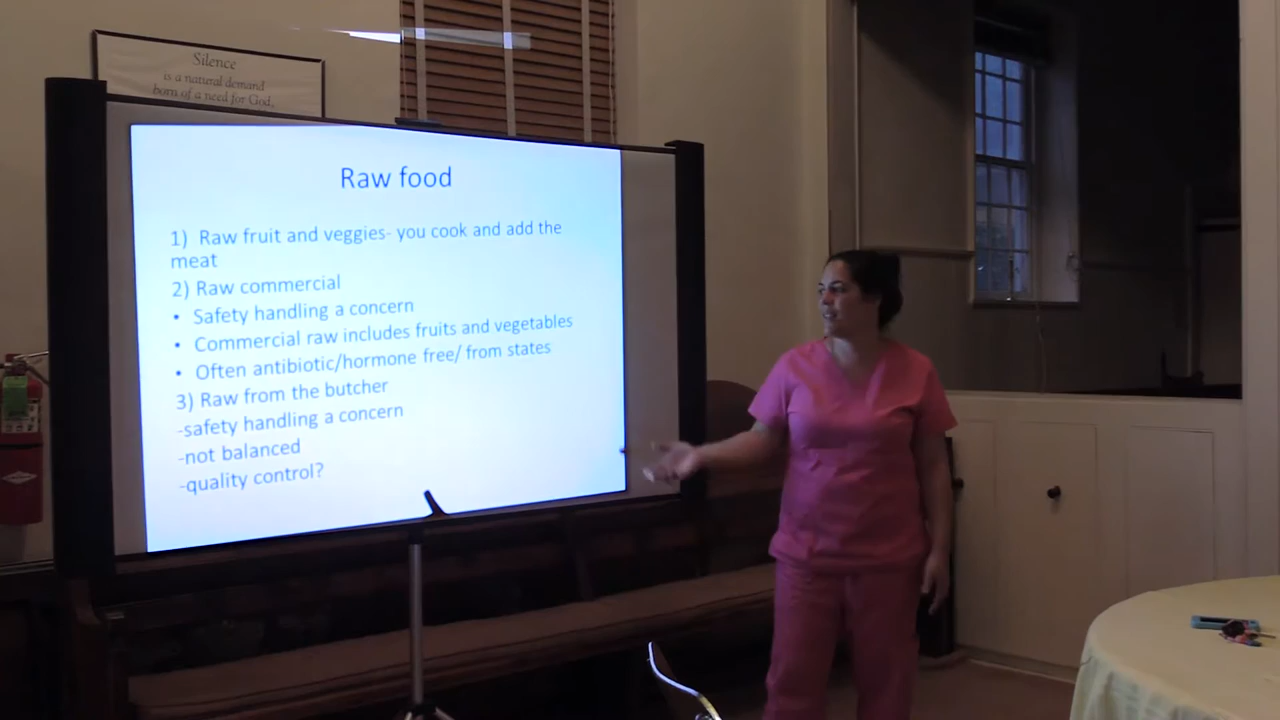 Silence
is a natural demand
born of a need for God,
Raw food
1) Raw fruit and veggies- you cook and add the
meat
2) Raw commercial
• Safety handling a concern
• Commercial raw includes fruits and vegetables
• Often antibiotic/hormone free/ from states
3) Raw from the butcher
-safety handling a concern
-not balanced
-quality control?